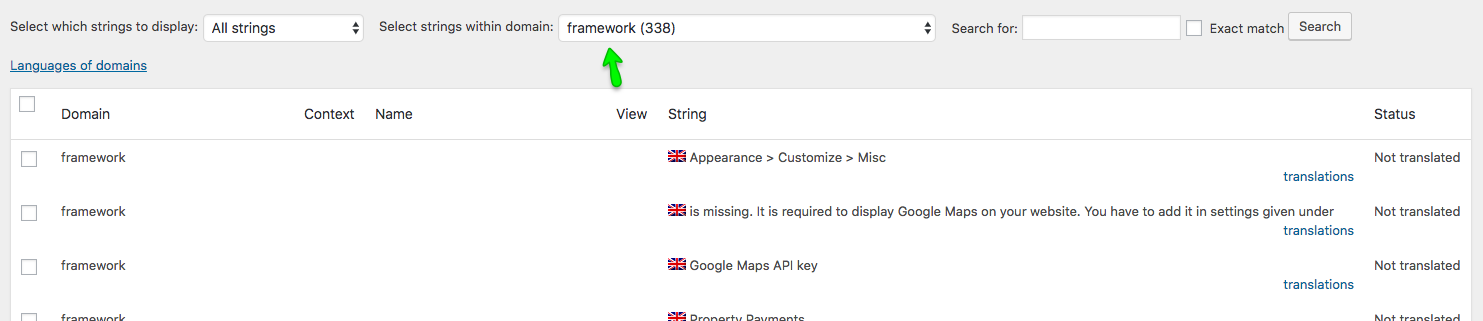 Select which strings to display: All strings Select strings within domain: framework (338) Search for: Exact match Search
Languages of domains
Domain Context Name View String Status
framework Appearance > Customize > Misc Not translated
translations
framework is missing. It is required to display Google Maps on your website. You have to add it in settings given under Not translated
translations
framework Google Maps API key Not translated
translations
framework Property Payments Not translated